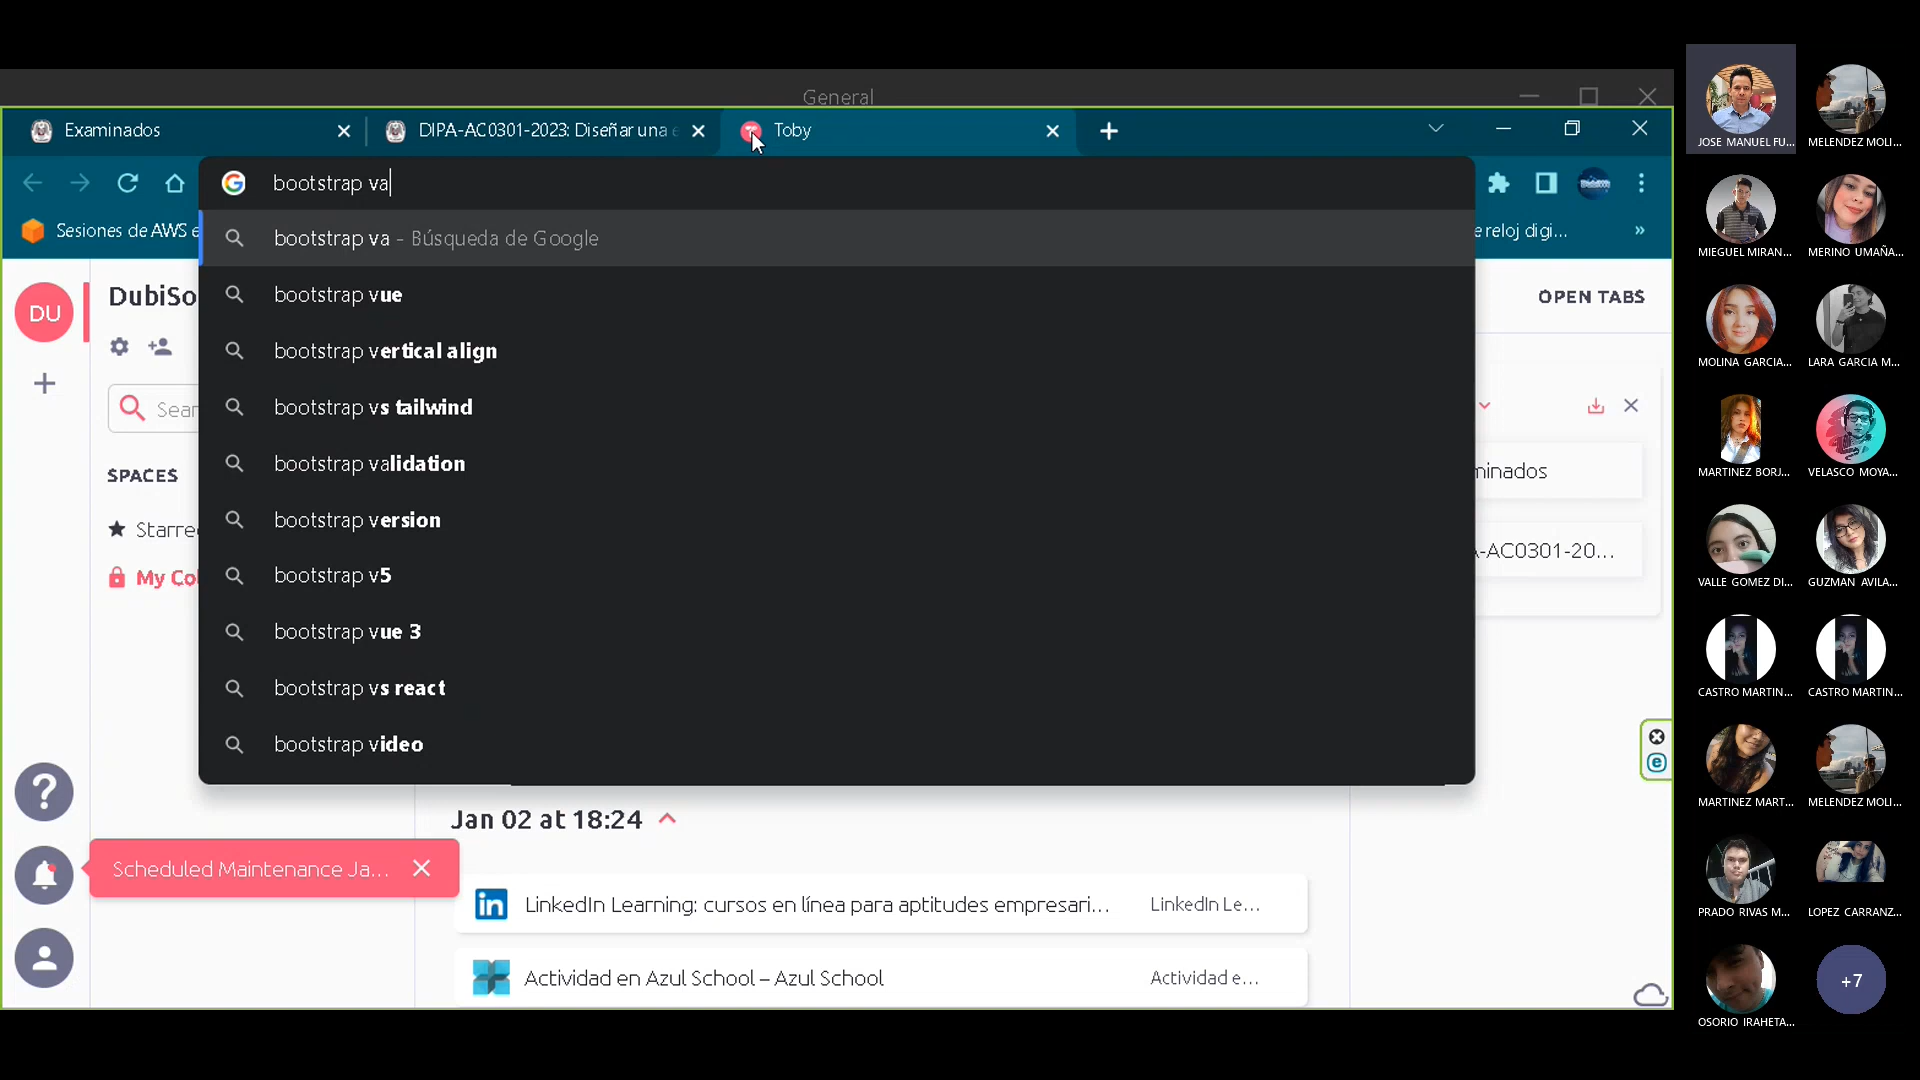 General
Examinados
DIPA-AC0301-2023: Diseñar una e
Toby
bootstrap va
Sesiones de AWS e
e reloj digi...
»
bootstrap va - Búsqueda de Google
bootstrap vue
bootstrap vertical align
bootstrap vs tailwind
bootstrap validation
bootstrap version
bootstrap v5
bootstrap vue 3
bootstrap vs react
bootstrap video
DU
DubiSo
OPEN TABS
Sear
SPACES
Starre
My Col
minados
A-AC0301-20...
Jan 02 at 18:24
Scheduled Maintenance Ja...
LinkedIn Learning: cursos en línea para aptitudes empresari...
LinkedIn Le...
Actividad en Azul School – Azul School
Actividad e...
JOSE MANUEL FU...
MELENDEZ MOLI...
MIEGUEL MIRAN...
MERINO UMAÑA...
MOLINA GARCIA...
LARA GARCIA M...
MARTINEZ BORJ...
VELASCO MOYA...
VALLE GOMEZ DI...
GUZMAN AVILA...
CASTRO MARTIN...
CASTRO MARTIN...
MARTINEZ MART...
MELENDEZ MOLI...
PRADO RIVAS M...
LOPEZ CARRANZ...
OSORIO IRAHETA...
+7